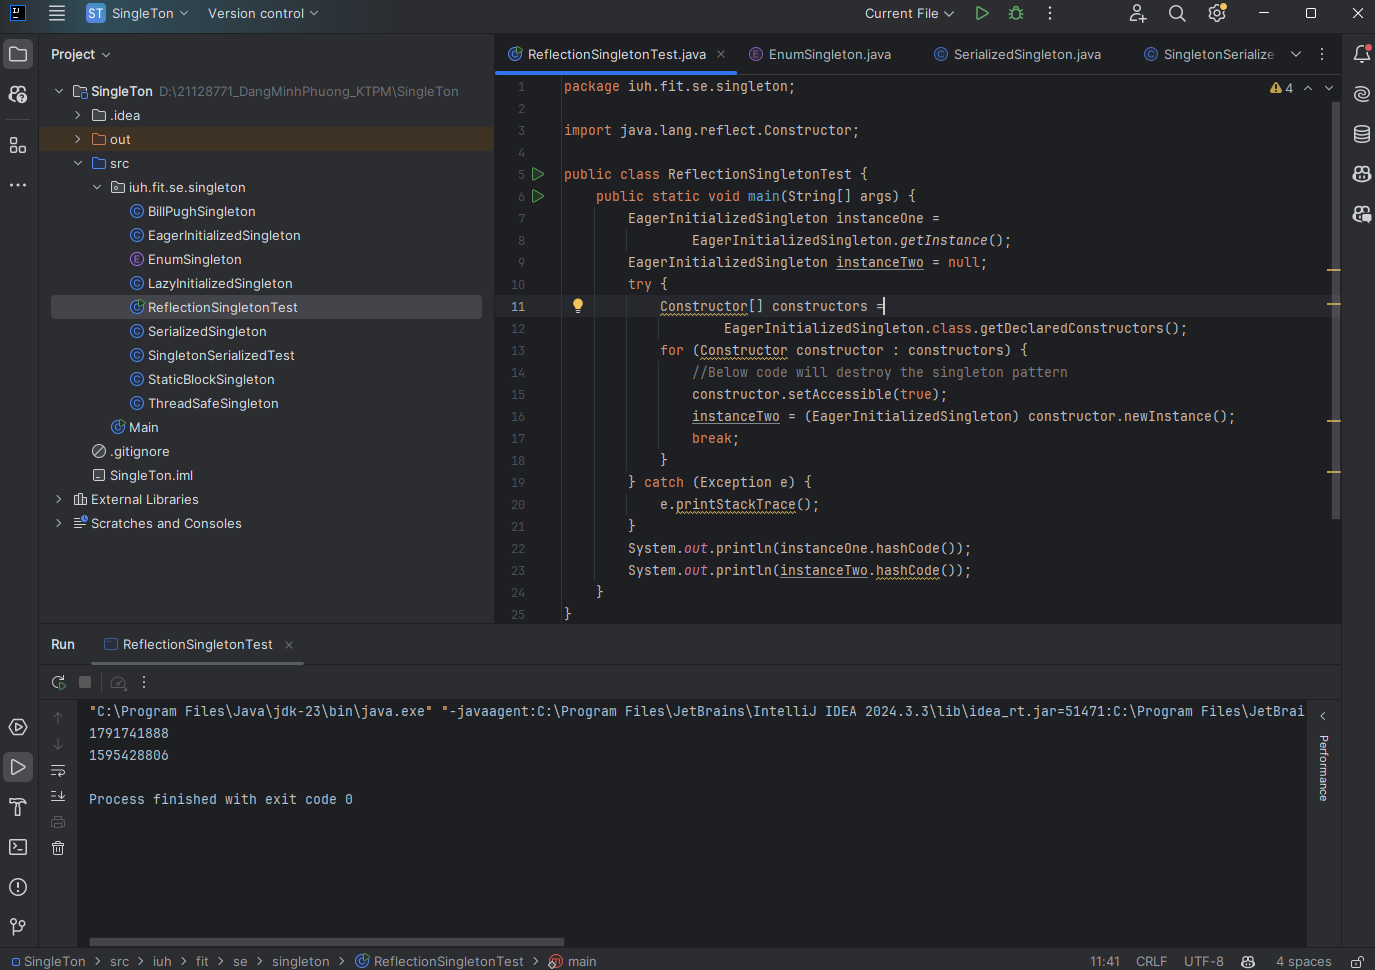 ST SingleTon Version control Current File
Project
SingleTon D:\21128771_DangMinhPhuong_KTPM\SingleTon
.idea
out
src
iuh.fit.se.singleton
BillPughSingleton
EagerInitializedSingleton
EnumSingleton
LazyInitializedSingleton
ReflectionSingletonTest
SerializedSingleton
SingletonSerializedTest
StaticBlockSingleton
ThreadSafeSingleton
Main
.gitignore
SingleTon.iml
External Libraries
Scratches and Consoles
ReflectionSingletonTest.java EnumSingleton.java SerializedSingleton.java SingletonSerialize
4
1 package iuh.fit.se.singleton;
2
3 import java.lang.reflect.Constructor;
4
5 public class ReflectionSingletonTest {
6 public static void main(String[] args) {
7 EagerInitializedSingleton instanceOne =
8 EagerInitializedSingleton.getInstance();
9 EagerInitializedSingleton instanceTwo = null;
10 try {
11 Constructor[] constructors =
12 EagerInitializedSingleton.class.getDeclaredConstructors();
13 for (Constructor constructor : constructors) {
14 //Below code will destroy the singleton pattern
15 constructor.setAccessible(true);
16 instanceTwo = (EagerInitializedSingleton) constructor.newInstance();
17 break;
18 }
19 } catch (Exception e) {
20 e.printStackTrace();
21 }
22 System.out.println(instanceOne.hashCode());
23 System.out.println(instanceTwo.hashCode());
24 }
25 }
Run ReflectionSingletonTest
"C:\Program Files\Java\jdk-23\bin\java.exe" "-javaagent:C:\Program Files\JetBrains\IntelliJ IDEA 2024.3.3\lib\idea_rt.jar=51471:C:\Program Files\JetBrai
1791741888
1595428806
Process finished with exit code 0
Performance
SingleTon > src > iuh > fit > se > singleton > ReflectionSingletonTest > main 11:41 CRLF UTF-8 4 spaces